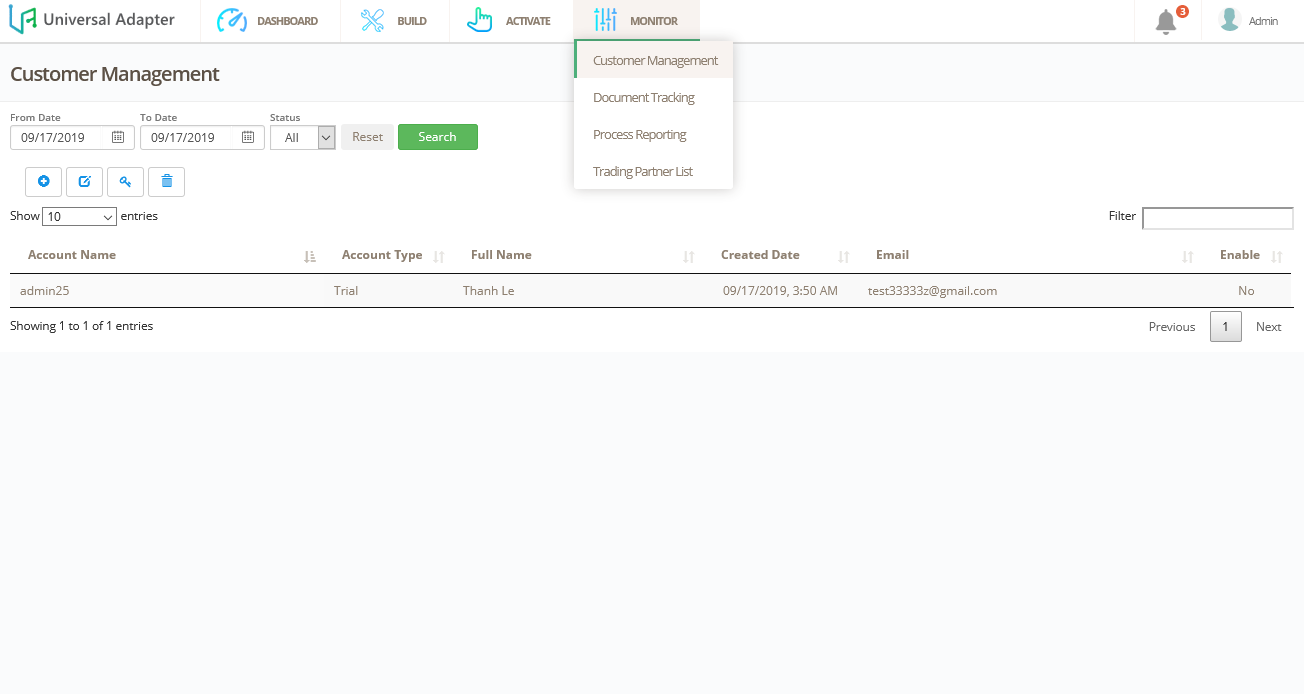 Universal Adapter
DASHBOARD
BUILD
ACTIVATE
MONITOR
3
Admin
Customer Management
Document Tracking
Process Reporting
Trading Partner List
Customer Management
From Date To Date Status
09/17/2019 09/17/2019 All Reset Search
Show 10 entries Filter
Account Name Account Type Full Name Created Date Email Enable
admin25 Trial Thanh Le 09/17/2019, 3:50 AM test33333z@gmail.com No
Showing 1 to 1 of 1 entries Previous 1 Next